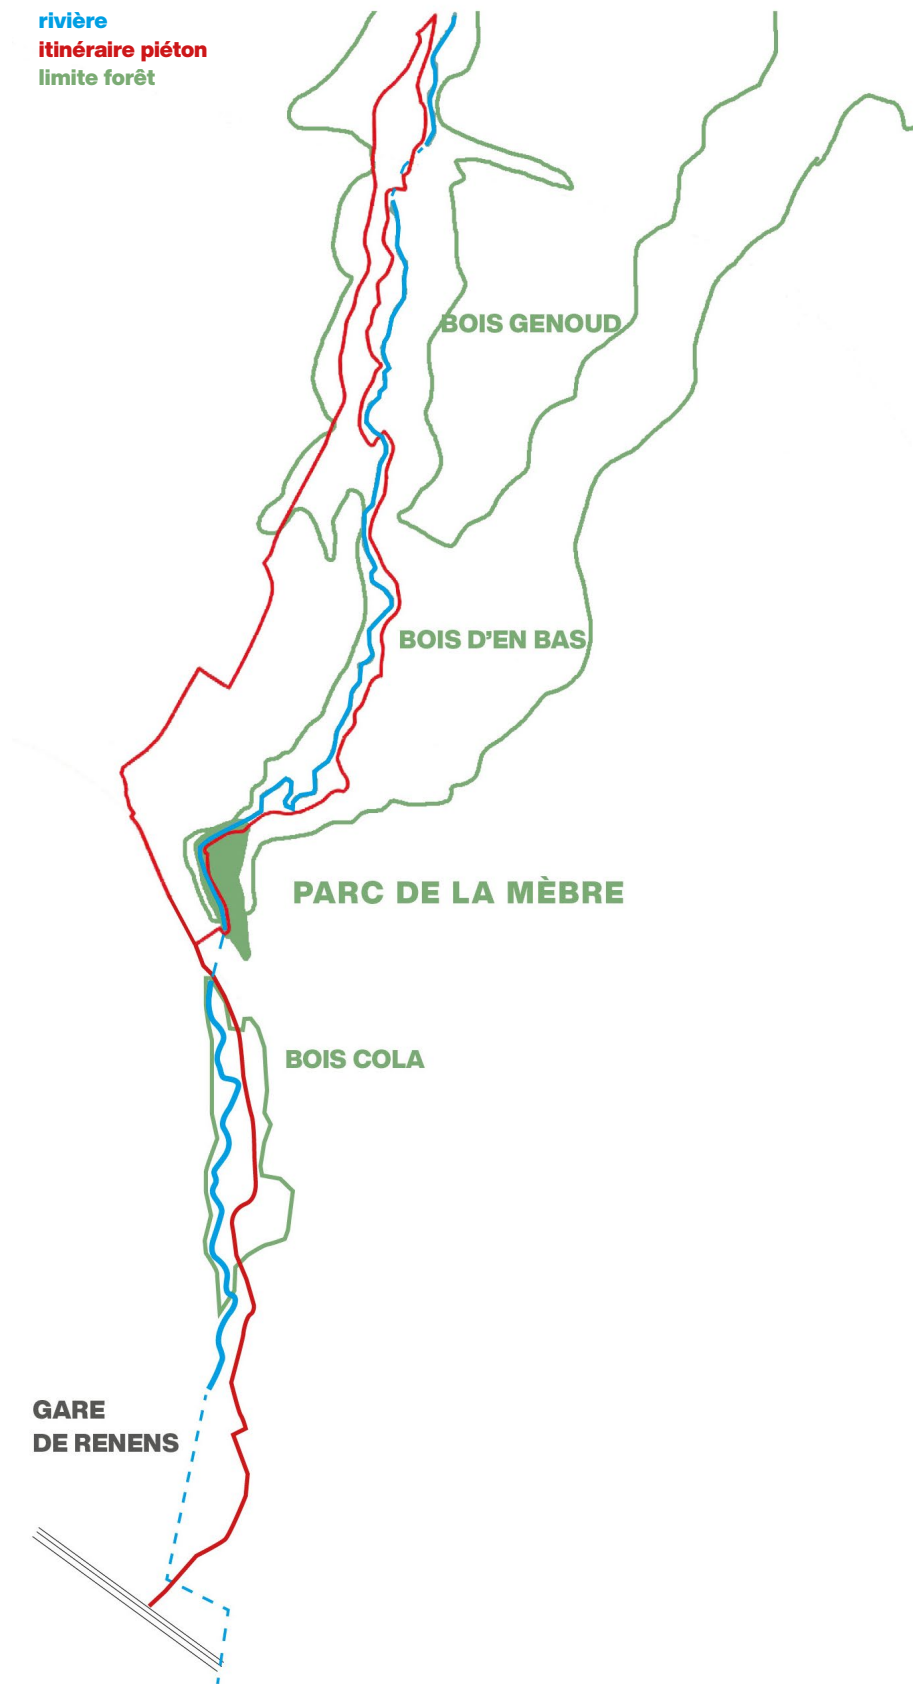 rivière
itinéraire piéton
limite forêt
BOIS GENOUD
BOIS D'EN BAS
PARC DE LA MÈBRE
BOIS COLA
GARE
DE RENENS